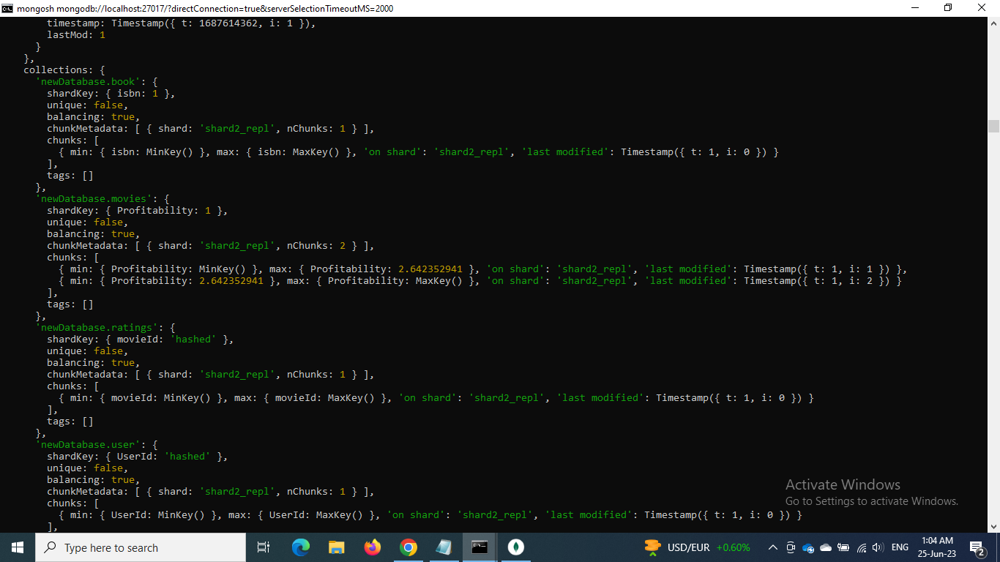 mongosh mongodb://localhost:27017/?directConnection=true&serverSelectionTimeoutMS=2000
timestamp: Timestamp({ t: 1687614362, i: 1 }),
lastMod: 1
}
},
collections: {
'newDatabase.book': {
shardKey: { isbn: 1 },
unique: false,
balancing: true,
chunkMetadata: [ { shard: 'shard2_repl', nChunks: 1 } ],
chunks: [
{ min: { isbn: MinKey() }, max: { isbn: MaxKey() }, 'on shard': 'shard2_repl', 'last modified': Timestamp({ t: 1, i: 0 }) }
],
tags: []
},
'newDatabase.movies': {
shardKey: { Profitability: 1 },
unique: false,
balancing: true,
chunkMetadata: [ { shard: 'shard2_repl', nChunks: 2 } ],
chunks: [
{ min: { Profitability: MinKey() }, max: { Profitability: 2.642352941 }, 'on shard': 'shard2_repl', 'last modified': Timestamp({ t: 1, i: 1 }) },
{ min: { Profitability: 2.642352941 }, max: { Profitability: MaxKey() }, 'on shard': 'shard2_repl', 'last modified': Timestamp({ t: 1, i: 2 }) }
],
tags: []
},
'newDatabase.ratings': {
shardKey: { movieId: 'hashed' },
unique: false,
balancing: true,
chunkMetadata: [ { shard: 'shard2_repl', nChunks: 1 } ],
chunks: [
{ min: { movieId: MinKey() }, max: { movieId: MaxKey() }, 'on shard': 'shard2_repl', 'last modified': Timestamp({ t: 1, i: 0 }) }
],
tags: []
},
'newDatabase.user': {
shardKey: { UserId: 'hashed' },
unique: false,
balancing: true,
chunkMetadata: [ { shard: 'shard2_repl', nChunks: 1 } ],
chunks: [
{ min: { UserId: MinKey() }, max: { UserId: MaxKey() }, 'on shard': 'shard2_repl', 'last modified': Timestamp({ t: 1, i: 0 }) }
],
Activate Windows
Go to Settings to activate Windows.
Type here to search
USD/EUR +0.60%
ENG
1:04 AM
25-Jun-23
2